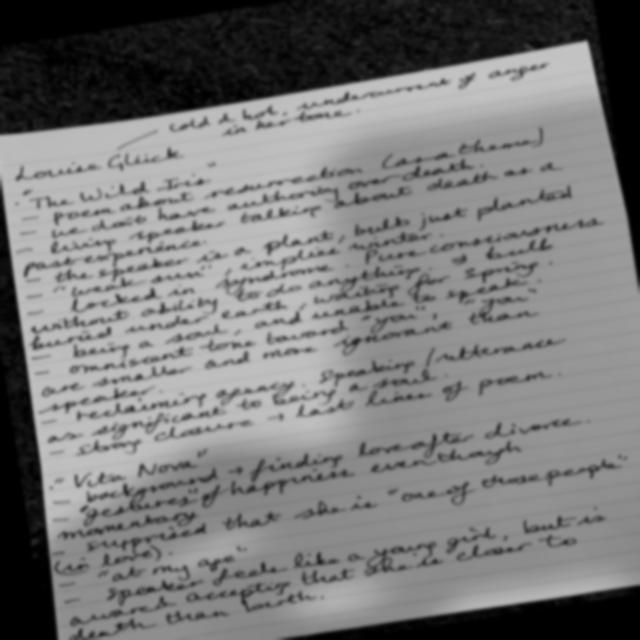 cold & hot, undercurrent of anger
in her tone.
Louise Glück
· "The Wild Iris"
— poem about resurrection (as a theme)
— we don't have authority over death.
— living speaker talking about death as a
past experience.
— the speaker is a plant, bulb just planted
— "weak sun" implies winter.
— locked in syndrome. Pure consciousness
without ability to do anything, if bulb
buried under earth, waiting for spring.
— being a soul, and unable to speak.
— omniscient tone toward "you", "you"
are smaller and more ignorant than
speaker.
— reclaiming agency. speaking / utterance
as significant to being a soul.
— strong closure → last lines of poem.
· "Vita Nova"
— background → finding love after divorce.
— "gestures" of happiness even though
momentary
— surprised that she is "one of those people"
(in love).
— "at my age"
— speaker feels like a young girl, but is
and accepting that she is closer to
death than birth.